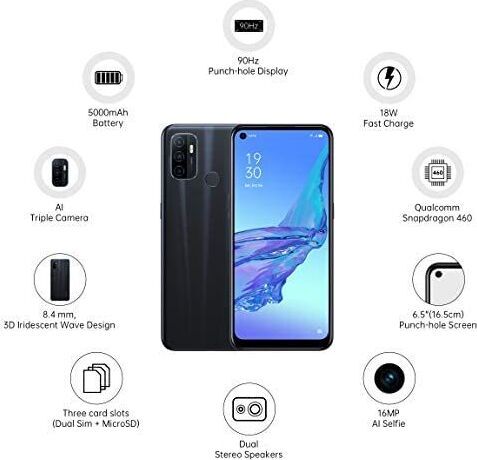 90Hz
90Hz
Punch-hole Display
5000mAh
Battery
18W
Fast Charge
AI
Triple Camera
460
Qualcomm
Snapdragon 460
19
30
8.4 mm,
3D Iridescent Wave Design
6.5"(16.5cm)
Punch-hole Screen
Three card slots
(Dual Sim + MicroSD)
Dual
Stereo Speakers
16MP
AI Selfie